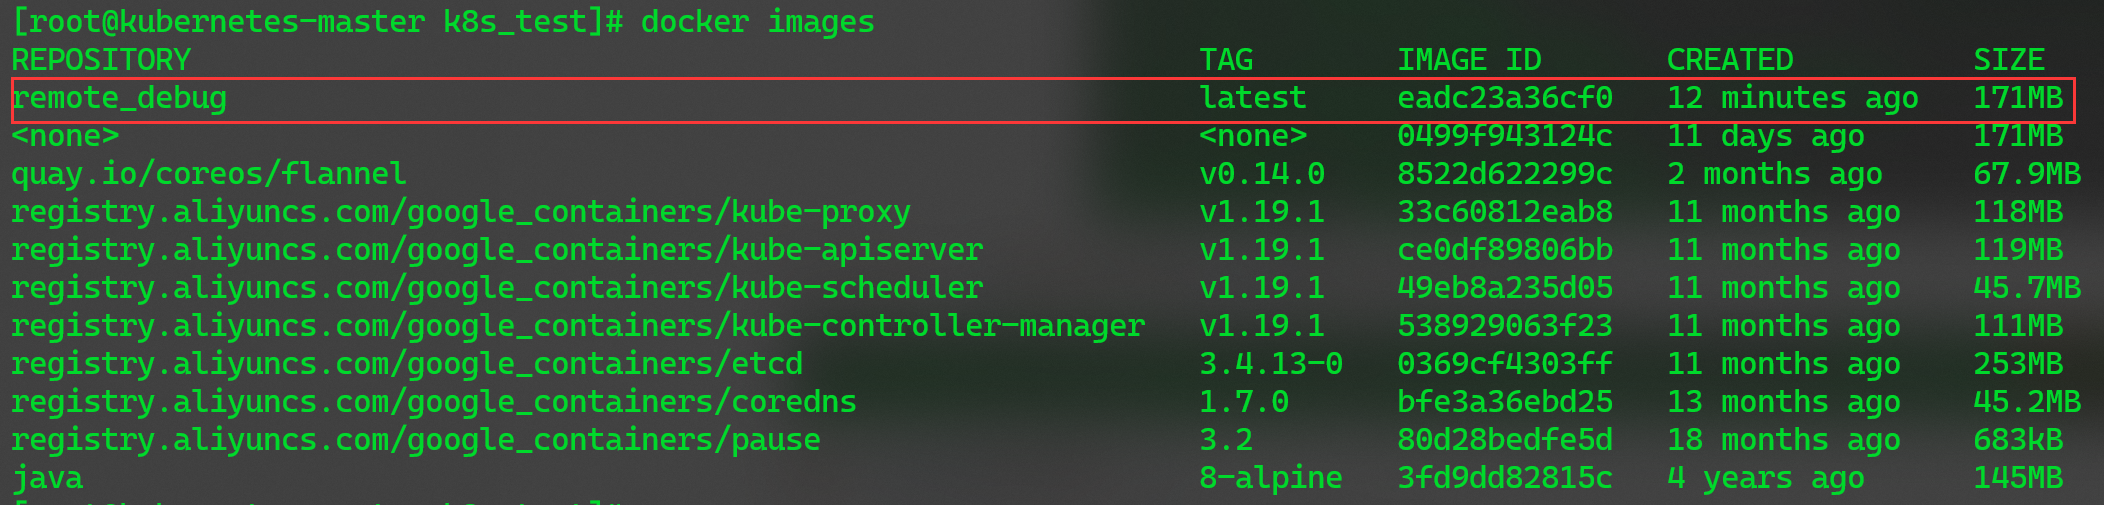 [root@kubernetes-master k8s_test]# docker images
REPOSITORY TAG IMAGE ID CREATED SIZE
remote_debug latest eadc23a36cf0 12 minutes ago 171MB
<none> <none> 0499f943124c 11 days ago 171MB
quay.io/coreos/flannel v0.14.0 8522d622299c 2 months ago 67.9MB
registry.aliyuncs.com/google_containers/kube-proxy v1.19.1 33c60812eab8 11 months ago 118MB
registry.aliyuncs.com/google_containers/kube-apiserver v1.19.1 ce0df89806bb 11 months ago 119MB
registry.aliyuncs.com/google_containers/kube-scheduler v1.19.1 49eb8a235d05 11 months ago 45.7MB
registry.aliyuncs.com/google_containers/kube-controller-manager v1.19.1 538929063f23 11 months ago 111MB
registry.aliyuncs.com/google_containers/etcd 3.4.13-0 0369cf4303ff 11 months ago 253MB
registry.aliyuncs.com/google_containers/coredns 1.7.0 bfe3a36ebd25 13 months ago 45.2MB
registry.aliyuncs.com/google_containers/pause 3.2 80d28bedfe5d 18 months ago 683kB
java 8-alpine 3fd9dd82815c 4 years ago 145MB